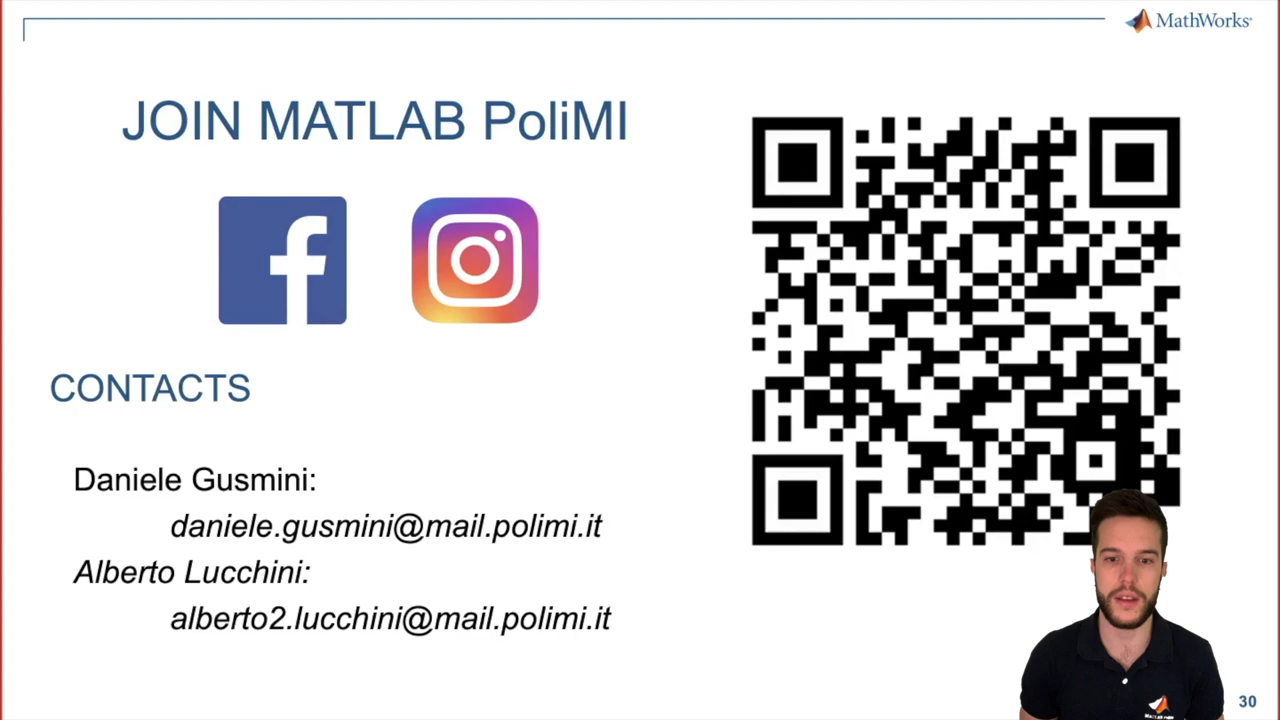 MathWorks
JOIN MATLAB PoliMI
CONTACTS
Daniele Gusmini:
daniele.gusmini@mail.polimi.it
Alberto Lucchini:
alberto2.lucchini@mail.polimi.it
30